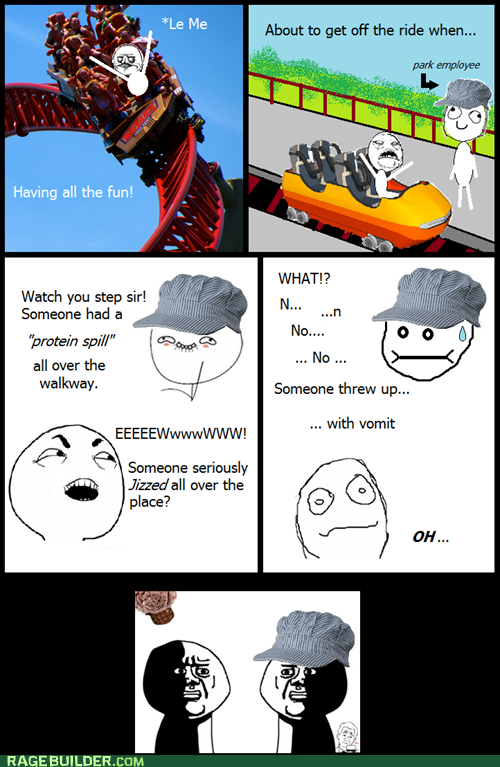 *Le Me
Having all the fun!
About to get off the ride when...
park employee
Watch you step sir!
Someone had a
"protein spill"
all over the
walkway.
EEEEEWwwwWWW!
Someone seriously
Jizzed all over the
place?
WHAT!?
N...
...n
No....
... No ...
Someone threw up...
... with vomit
OH ...
RAGEBUILDER.COM